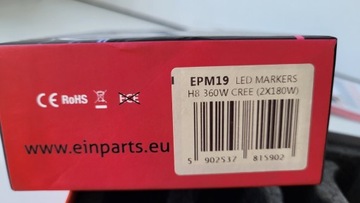 EPM19 LED MARKERS
H8 360W CREE (2X180W)
CE RoHS
www.einparts.eu
5 902537 815902